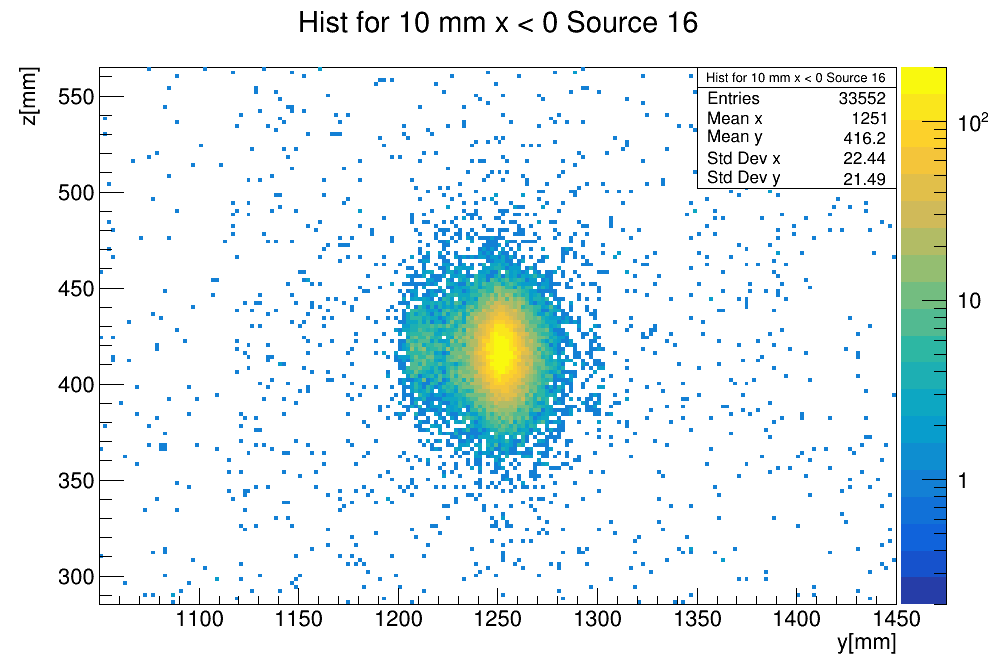 Hist for 10 mm x < 0 Source 16
z[mm]
Hist for 10 mm x < 0 Source 16
Entries 33552
Mean x 1251
Mean y 416.2
Std Dev x 22.44
Std Dev y 21.49
550
500
450
400
350
300
10²
10
1
1100 1150 1200 1250 1300 1350 1400 1450
y[mm]